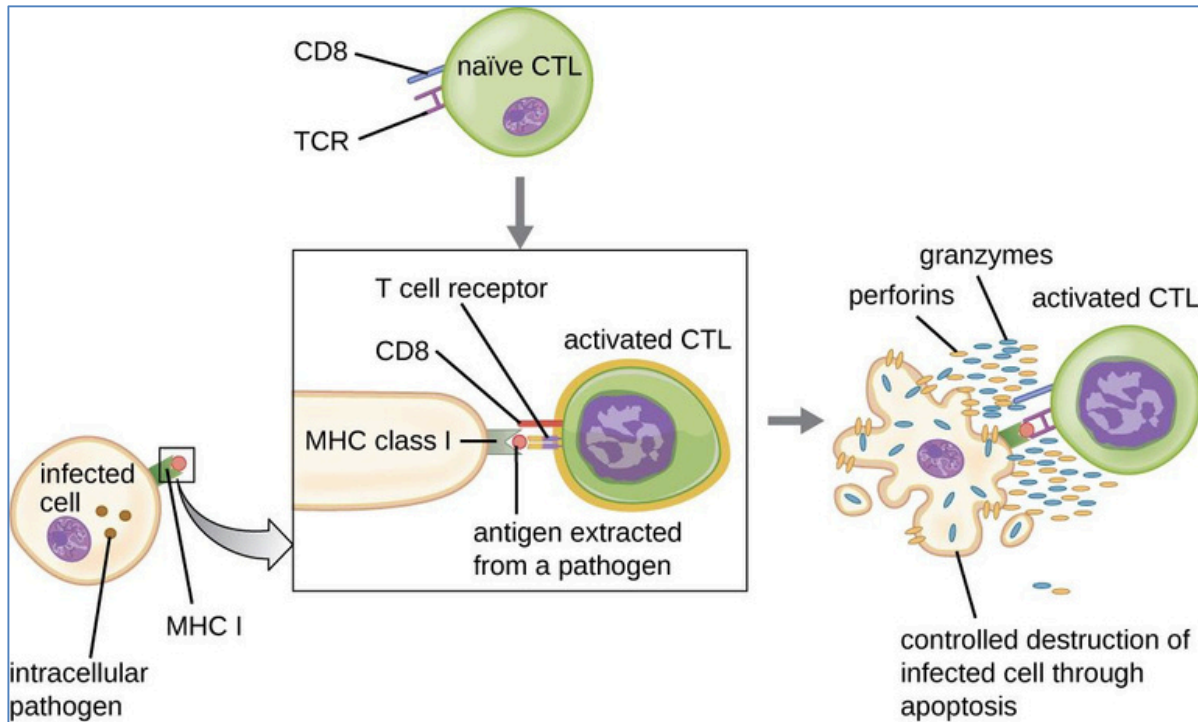 CD8
naïve CTL
TCR
T cell receptor
CD8
activated CTL
MHC class I
antigen extracted
from a pathogen
infected
cell
MHC I
intracellular
pathogen
granzymes
perforins
activated CTL
controlled destruction of
infected cell through
apoptosis